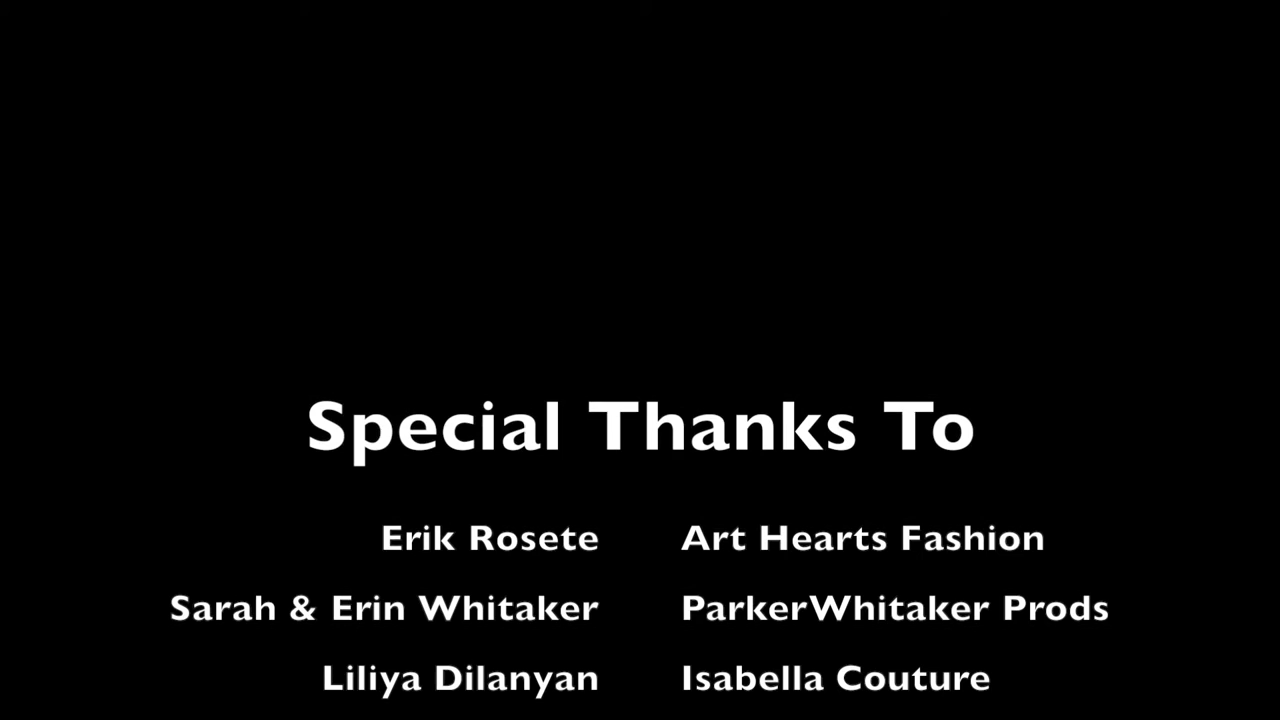 Special Thanks To
Erik Rosete Art Hearts Fashion
Sarah & Erin Whitaker ParkerWhitaker Prods
Liliya Dilanyan Isabella Couture